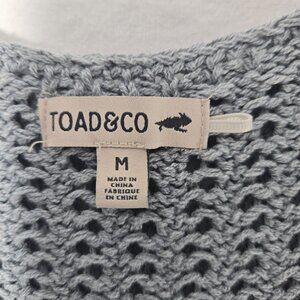 TOAD&CO
M
MADE IN
CHINA
FABRIQUÉ
EN CHINE